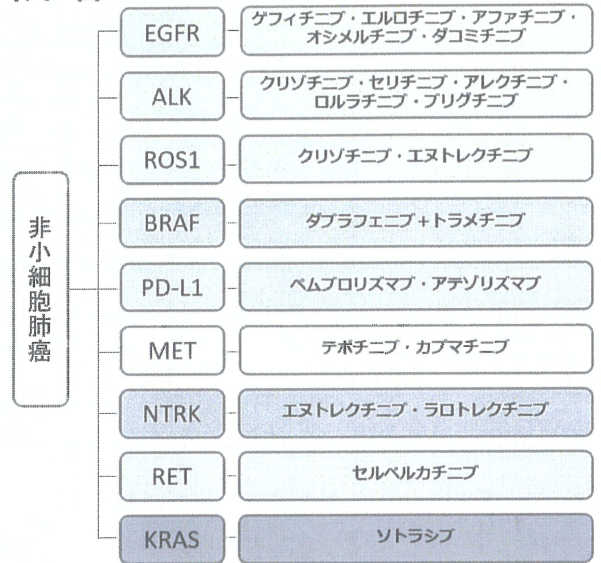 非小細胞肺癌
EGFR
ゲフィチニブ・エルロチニブ・アファチニブ・
オシメルチニブ・ダコミチニブ
ALK
クリゾチニブ・セリチニブ・アレクチニブ・
ロルラチニブ・ブリグチニブ
ROS1
クリゾチニブ・エヌトレクチニブ
BRAF
ダブラフェニブ＋トラメチニブ
PD-L1
ペムブロリズマブ・アテゾリズマブ
MET
テポチニブ・カプマチニブ
NTRK
エヌトレクチニブ・ラロトレクチニブ
RET
セルペルカチニブ
KRAS
ソトラシブ